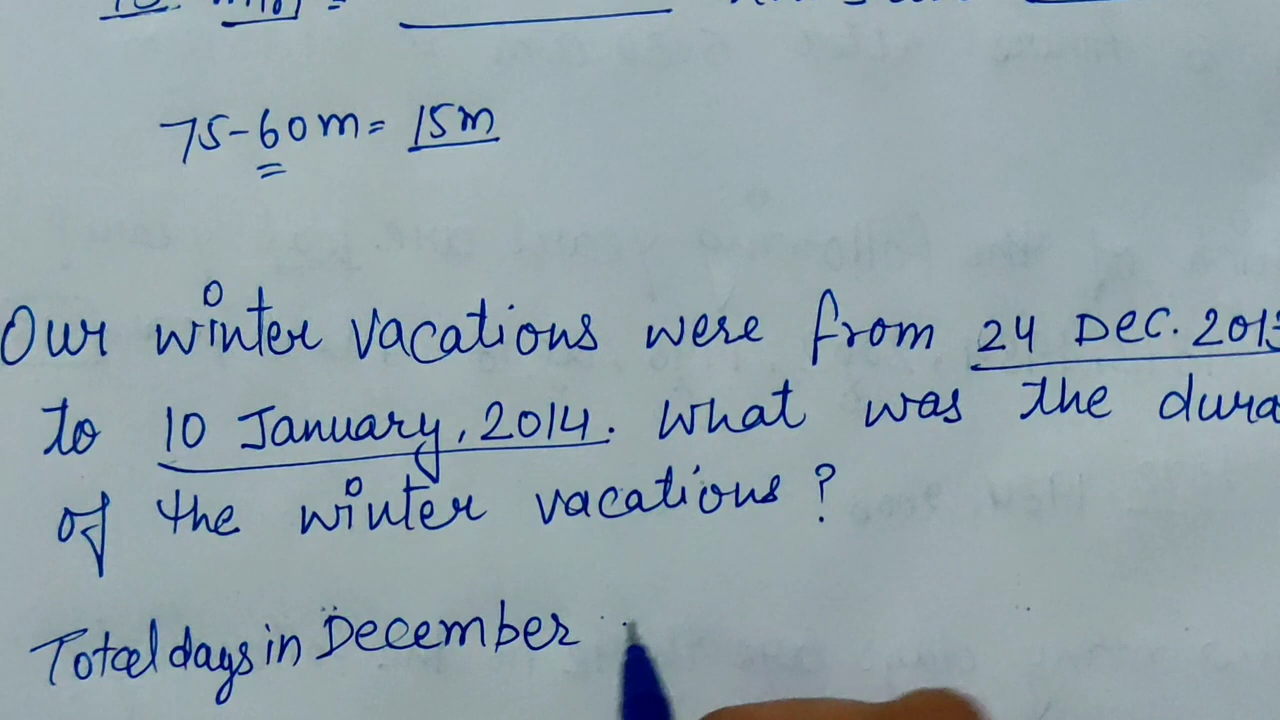 75-60m= 15m
Our winter vacations were from 24 Dec. 2013
to 10 January, 2014. What was the dura
of the winter vacations?
Total days in December